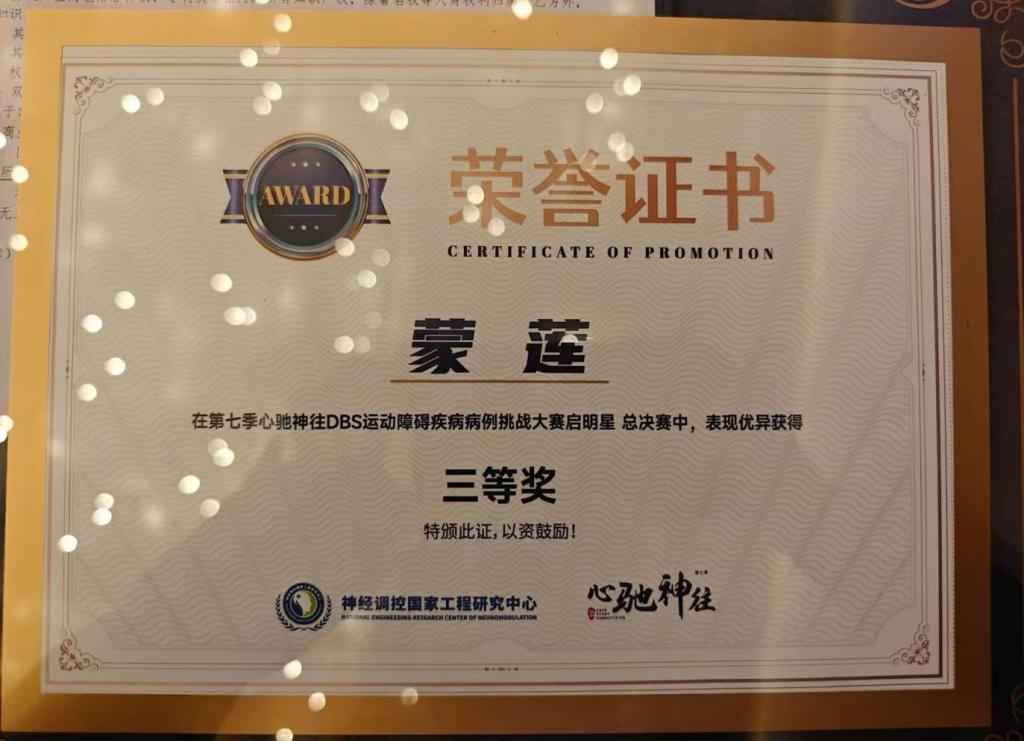 AWARD
荣誉证书
CERTIFICATE OF PROMOTION
蒙 莲
在第七季心驰神往DBS运动障碍疾病病例挑战大赛启明星 总决赛中，表现优异获得
三等奖
特颁此证，以资鼓励！
神经调控国家工程研究中心
NATIONAL ENGINEERING RESEARCH CENTER OF NEUROMODULATION
心驰神往